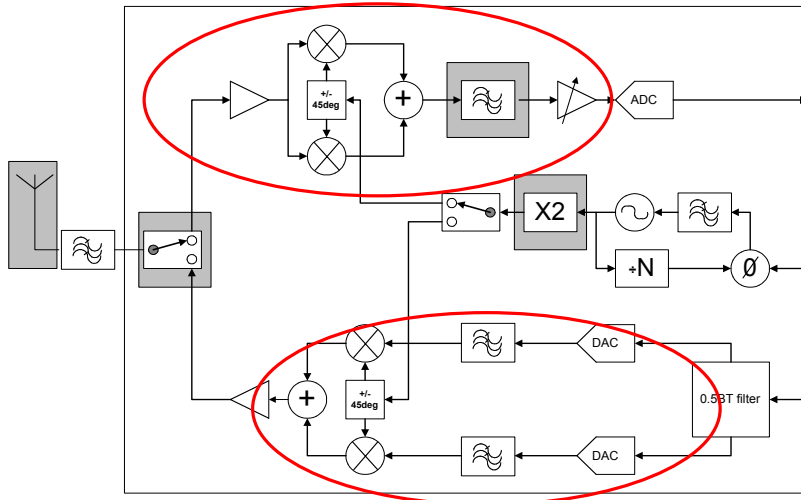 +/-
45deg
+
ADC
X2
÷N
Ø
DAC
+
+/-
45deg
0.5BT filter
DAC